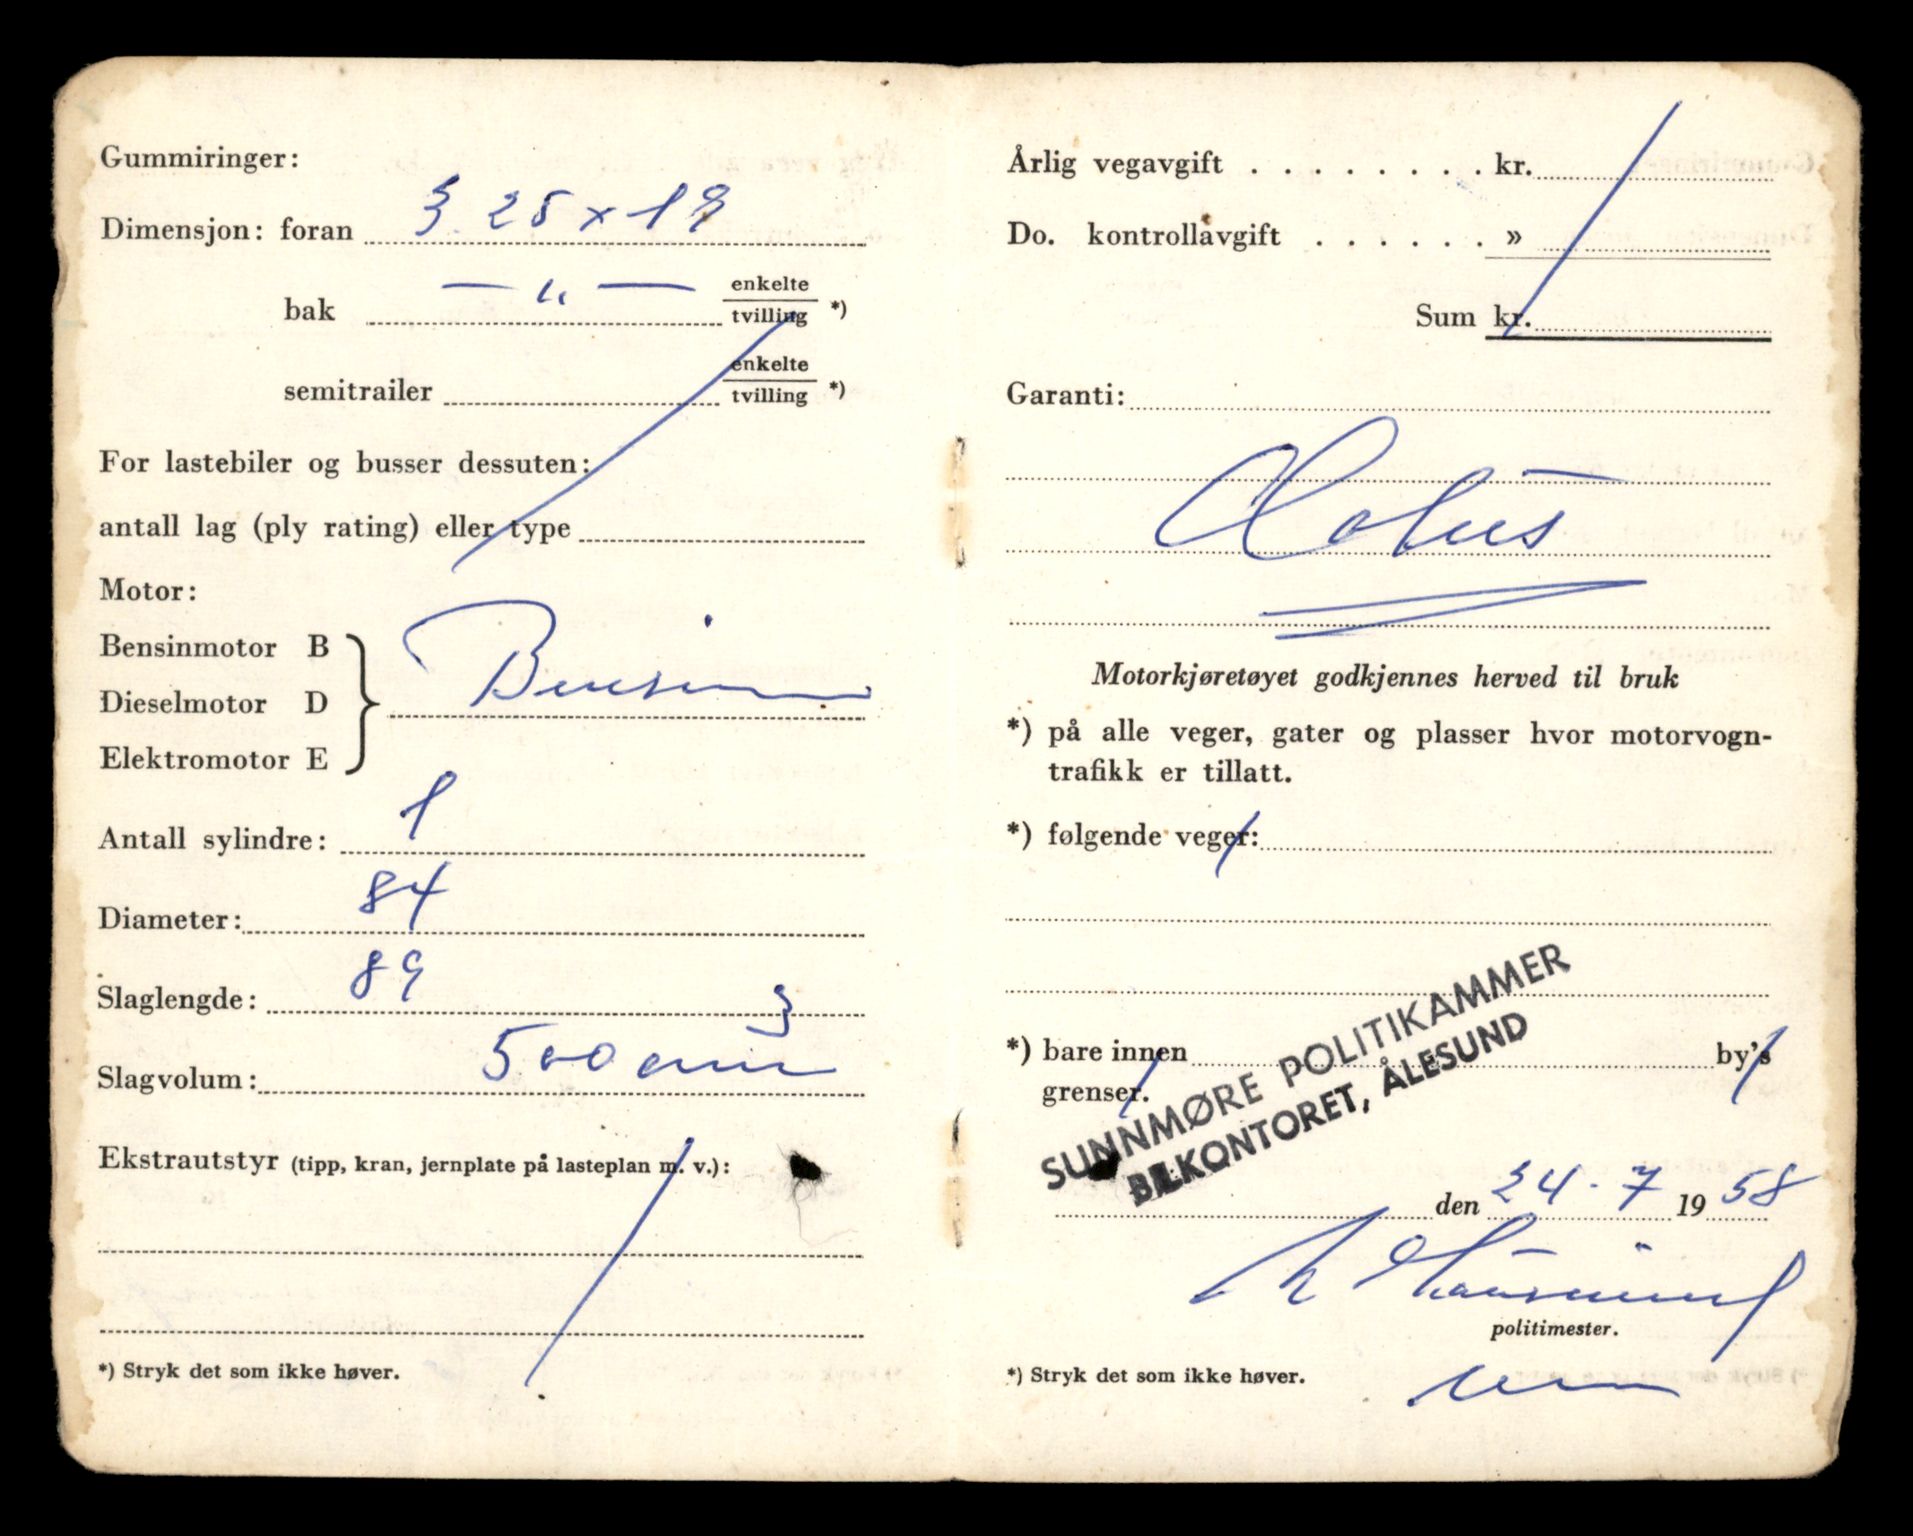 Gummiringer:
Dimensjon: foran 3 25 x 19
bak — " — enkelte
tvilling *)
semitrailer enkelte
tvilling *)
For lastebiler og busser dessuten:
antall lag (ply rating) eller type
Motor:
Bensinmotor B
Dieselmotor D
Elektromotor E
Bensin
Antall sylindre: 1
Diameter: 84
Slaglengde: 89
Slagvolum: 500 cm3
Ekstrautstyr (tipp, kran, jernplate på lasteplan m. v.):
*) Stryk det som ikke høver.
Årlig vegavgift . . . . . . . . kr.
Do. kontrollavgift . . . . . . »
Sum kr.
Garanti:
Motorkjøretøyet godkjennes herved til bruk
*) på alle veger, gater og plasser hvor motorvogn-
trafikk er tillatt.
*) følgende veger:
*) bare innen by's
grenser.
SUNNMØRE POLITIKAMMER
BILKONTORET, ÅLESUND
den 24.7 1958
politimester.
*) Stryk det som ikke høver.